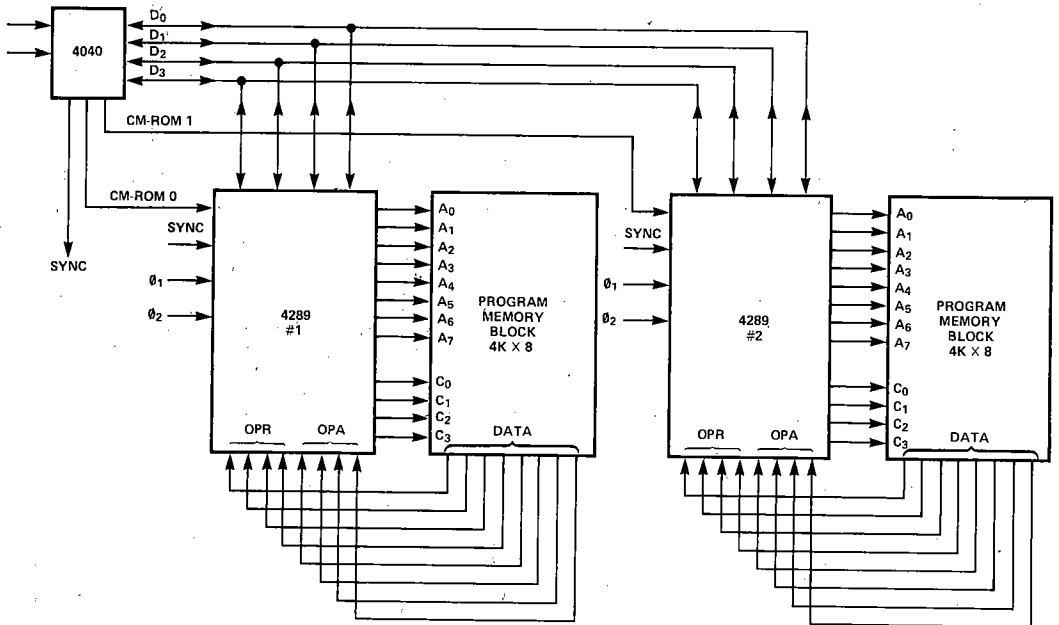 4040
D0
D1
D2
D3
CM-ROM 1
CM-ROM 0
SYNC
SYNC
Ø1
Ø2
4289
#1
OPR
OPA
A0
A1
A2
A3
A4
A5
A6
A7
C0
C1
C2
C3
PROGRAM
MEMORY
BLOCK
4K X 8
DATA
SYNC
Ø1
Ø2
4289
#2
OPR
OPA
A0
A1
A2
A3
A4
A5
A6
A7
C0
C1
C2
C3
PROGRAM
MEMORY
BLOCK
4K X 8
DATA